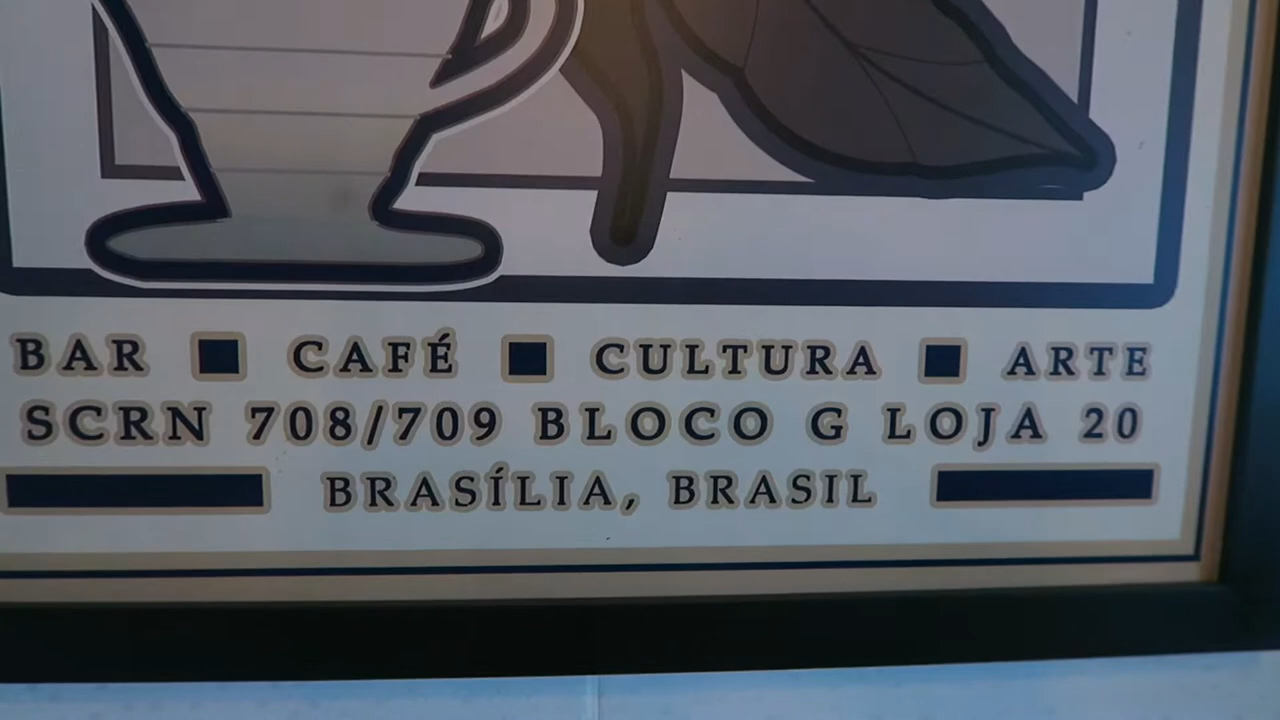 BAR ■ CAFÉ ■ CULTURA ■ ARTE
SCRN 708/709 BLOCO G LOJA 20
BRASÍLIA, BRASIL